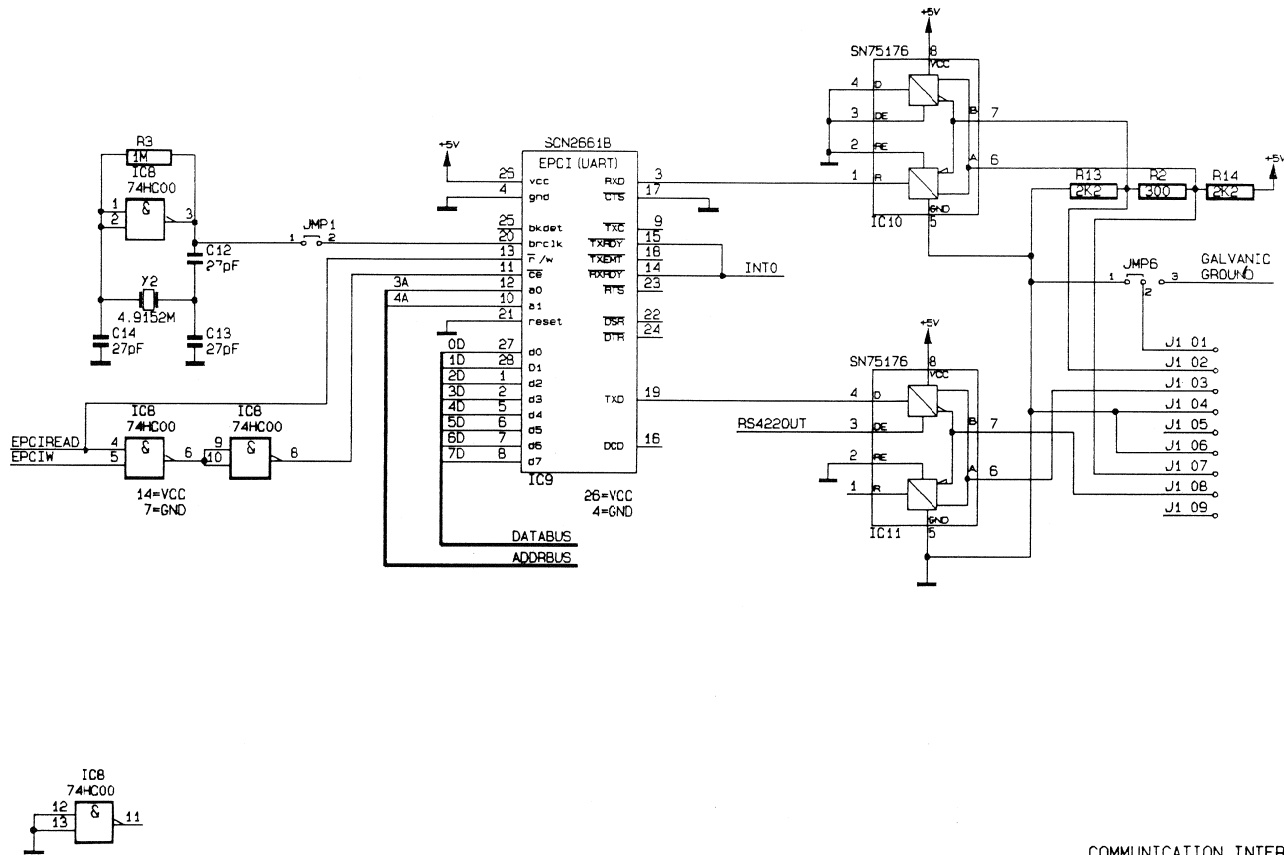 +5V
SN75176 8
VCC
4 D
3 DE
B 7
2 RE
A 6
1 R
GND
IC10 5
R13
2K2
R2
300
R14
2K2
+5V
R3
1M
IC8
74HC00
1
2
&
3
JMP1
1 2
C12
27pF
Y2
4.9152M
C14
27pF
C13
27pF
+5V
SCN2661B
EPCI (UART)
25 vcc RXD 3
4 gnd CTS 17
25 bkdet TXC 9
20 brclk TXRDY 15
13 r/w TXEMT 18
11 ce RXRDY 14
3A 12 a0 RTS 23
4A 10 a1
21 reset DSR 22
DTR 24
0D 27 d0
1D 28 D1
2D 1 d2
3D 2 d3 TXD 19
4D 5 d4
5D 6 d5
6D 7 d6 DCD 16
7D 8 d7
IC9
26=VCC
4=GND
INT0
DATABUS
ADDRBUS
IC8
74HC00
EPCIREAD 4
EPCIW 5
&
6
14=VCC
7=GND
IC8
74HC00
9
10
&
8
+5V
SN75176 8
VCC
4 D
RS422OUT 3 DE
B 7
2 RE
A 6
1 R
GND
IC11 5
JMP6
1 2 3
GALVANIC
GROUND
J1 01
J1 02
J1 03
J1 04
J1 05
J1 06
J1 07
J1 08
J1 09
IC8
74HC00
12
13
&
11
COMMUNICATION INTER